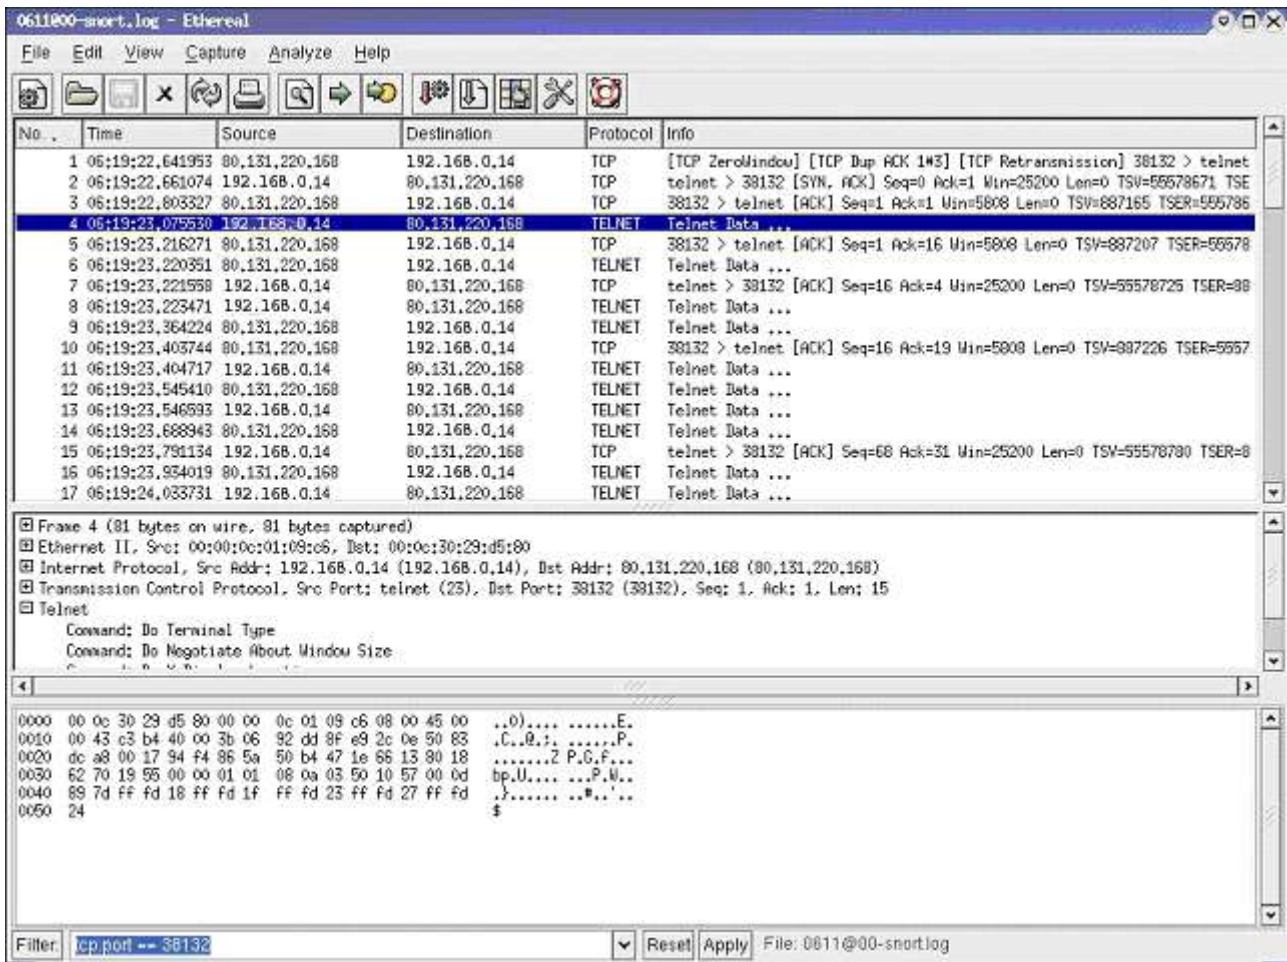 0611@00-snort.log - Ethereal
File Edit View Capture Analyze Help
No. . Time Source Destination Protocol Info
1 06:19:22.641953 80.131.220.168 192.168.0.14 TCP [TCP ZeroWindow] [TCP Dup ACK 1#3] [TCP Retransmission] 38132 > telnet
2 06:19:22.661074 192.168.0.14 80.131.220.168 TCP telnet > 38132 [SYN, ACK] Seq=0 Ack=1 Win=25200 Len=0 TSV=55578671 TSE
3 06:19:22.803327 80.131.220.168 192.168.0.14 TCP 38132 > telnet [ACK] Seq=1 Ack=1 Win=5808 Len=0 TSV=887165 TSER=555786
4 06:19:23.075530 192.168.0.14 80.131.220.168 TELNET Telnet Data ...
5 06:19:23.216271 80.131.220.168 192.168.0.14 TCP 38132 > telnet [ACK] Seq=1 Ack=16 Win=5808 Len=0 TSV=887207 TSER=55578
6 06:19:23.220351 80.131.220.168 192.168.0.14 TELNET Telnet Data ...
7 06:19:23.221558 192.168.0.14 80.131.220.168 TCP telnet > 38132 [ACK] Seq=16 Ack=4 Win=25200 Len=0 TSV=55578725 TSER=88
8 06:19:23.223471 192.168.0.14 80.131.220.168 TELNET Telnet Data ...
9 06:19:23.364224 80.131.220.168 192.168.0.14 TELNET Telnet Data ...
10 06:19:23.403744 80.131.220.168 192.168.0.14 TCP 38132 > telnet [ACK] Seq=16 Ack=19 Win=5808 Len=0 TSV=887226 TSER=5557
11 06:19:23.404717 192.168.0.14 80.131.220.168 TELNET Telnet Data ...
12 06:19:23.545410 80.131.220.168 192.168.0.14 TELNET Telnet Data ...
13 06:19:23.546593 192.168.0.14 80.131.220.168 TELNET Telnet Data ...
14 06:19:23.688943 80.131.220.168 192.168.0.14 TELNET Telnet Data ...
15 06:19:23.791134 192.168.0.14 80.131.220.168 TCP telnet > 38132 [ACK] Seq=68 Ack=31 Win=25200 Len=0 TSV=55578780 TSER=8
16 06:19:23.934019 80.131.220.168 192.168.0.14 TELNET Telnet Data ...
17 06:19:24.033731 192.168.0.14 80.131.220.168 TELNET Telnet Data ...
Frame 4 (81 bytes on wire, 81 bytes captured)
Ethernet II, Src: 00:00:0c:01:09:c6, Dst: 00:0c:30:29:d5:80
Internet Protocol, Src Addr: 192.168.0.14 (192.168.0.14), Dst Addr: 80.131.220.168 (80.131.220.168)
Transmission Control Protocol, Src Port: telnet (23), Dst Port: 38132 (38132), Seq: 1, Ack: 1, Len: 15
Telnet
Command: Do Terminal Type
Command: Do Negotiate About Window Size
0000 00 0c 30 29 d5 80 00 00 0c 01 09 c6 08 00 45 00 ..0).... ......E.
0010 00 43 c3 b4 40 00 3b 06 92 dd 8f e9 2c 0e 50 83 .C..@.;. ....,.P.
0020 dc a8 00 17 94 f4 86 5a 50 b4 47 1e 66 13 80 18 .......Z P.G.f...
0030 62 70 19 55 00 00 01 01 08 0a 03 50 10 57 00 0d bp.U.... ...P.W..
0040 89 7d ff fd 18 ff fd 1f ff fd 23 ff fd 27 ff fd .}...... ..#..'..
0050 24 $
Filter: tcp.port == 38132 Reset Apply File: 0611@00-snort.log